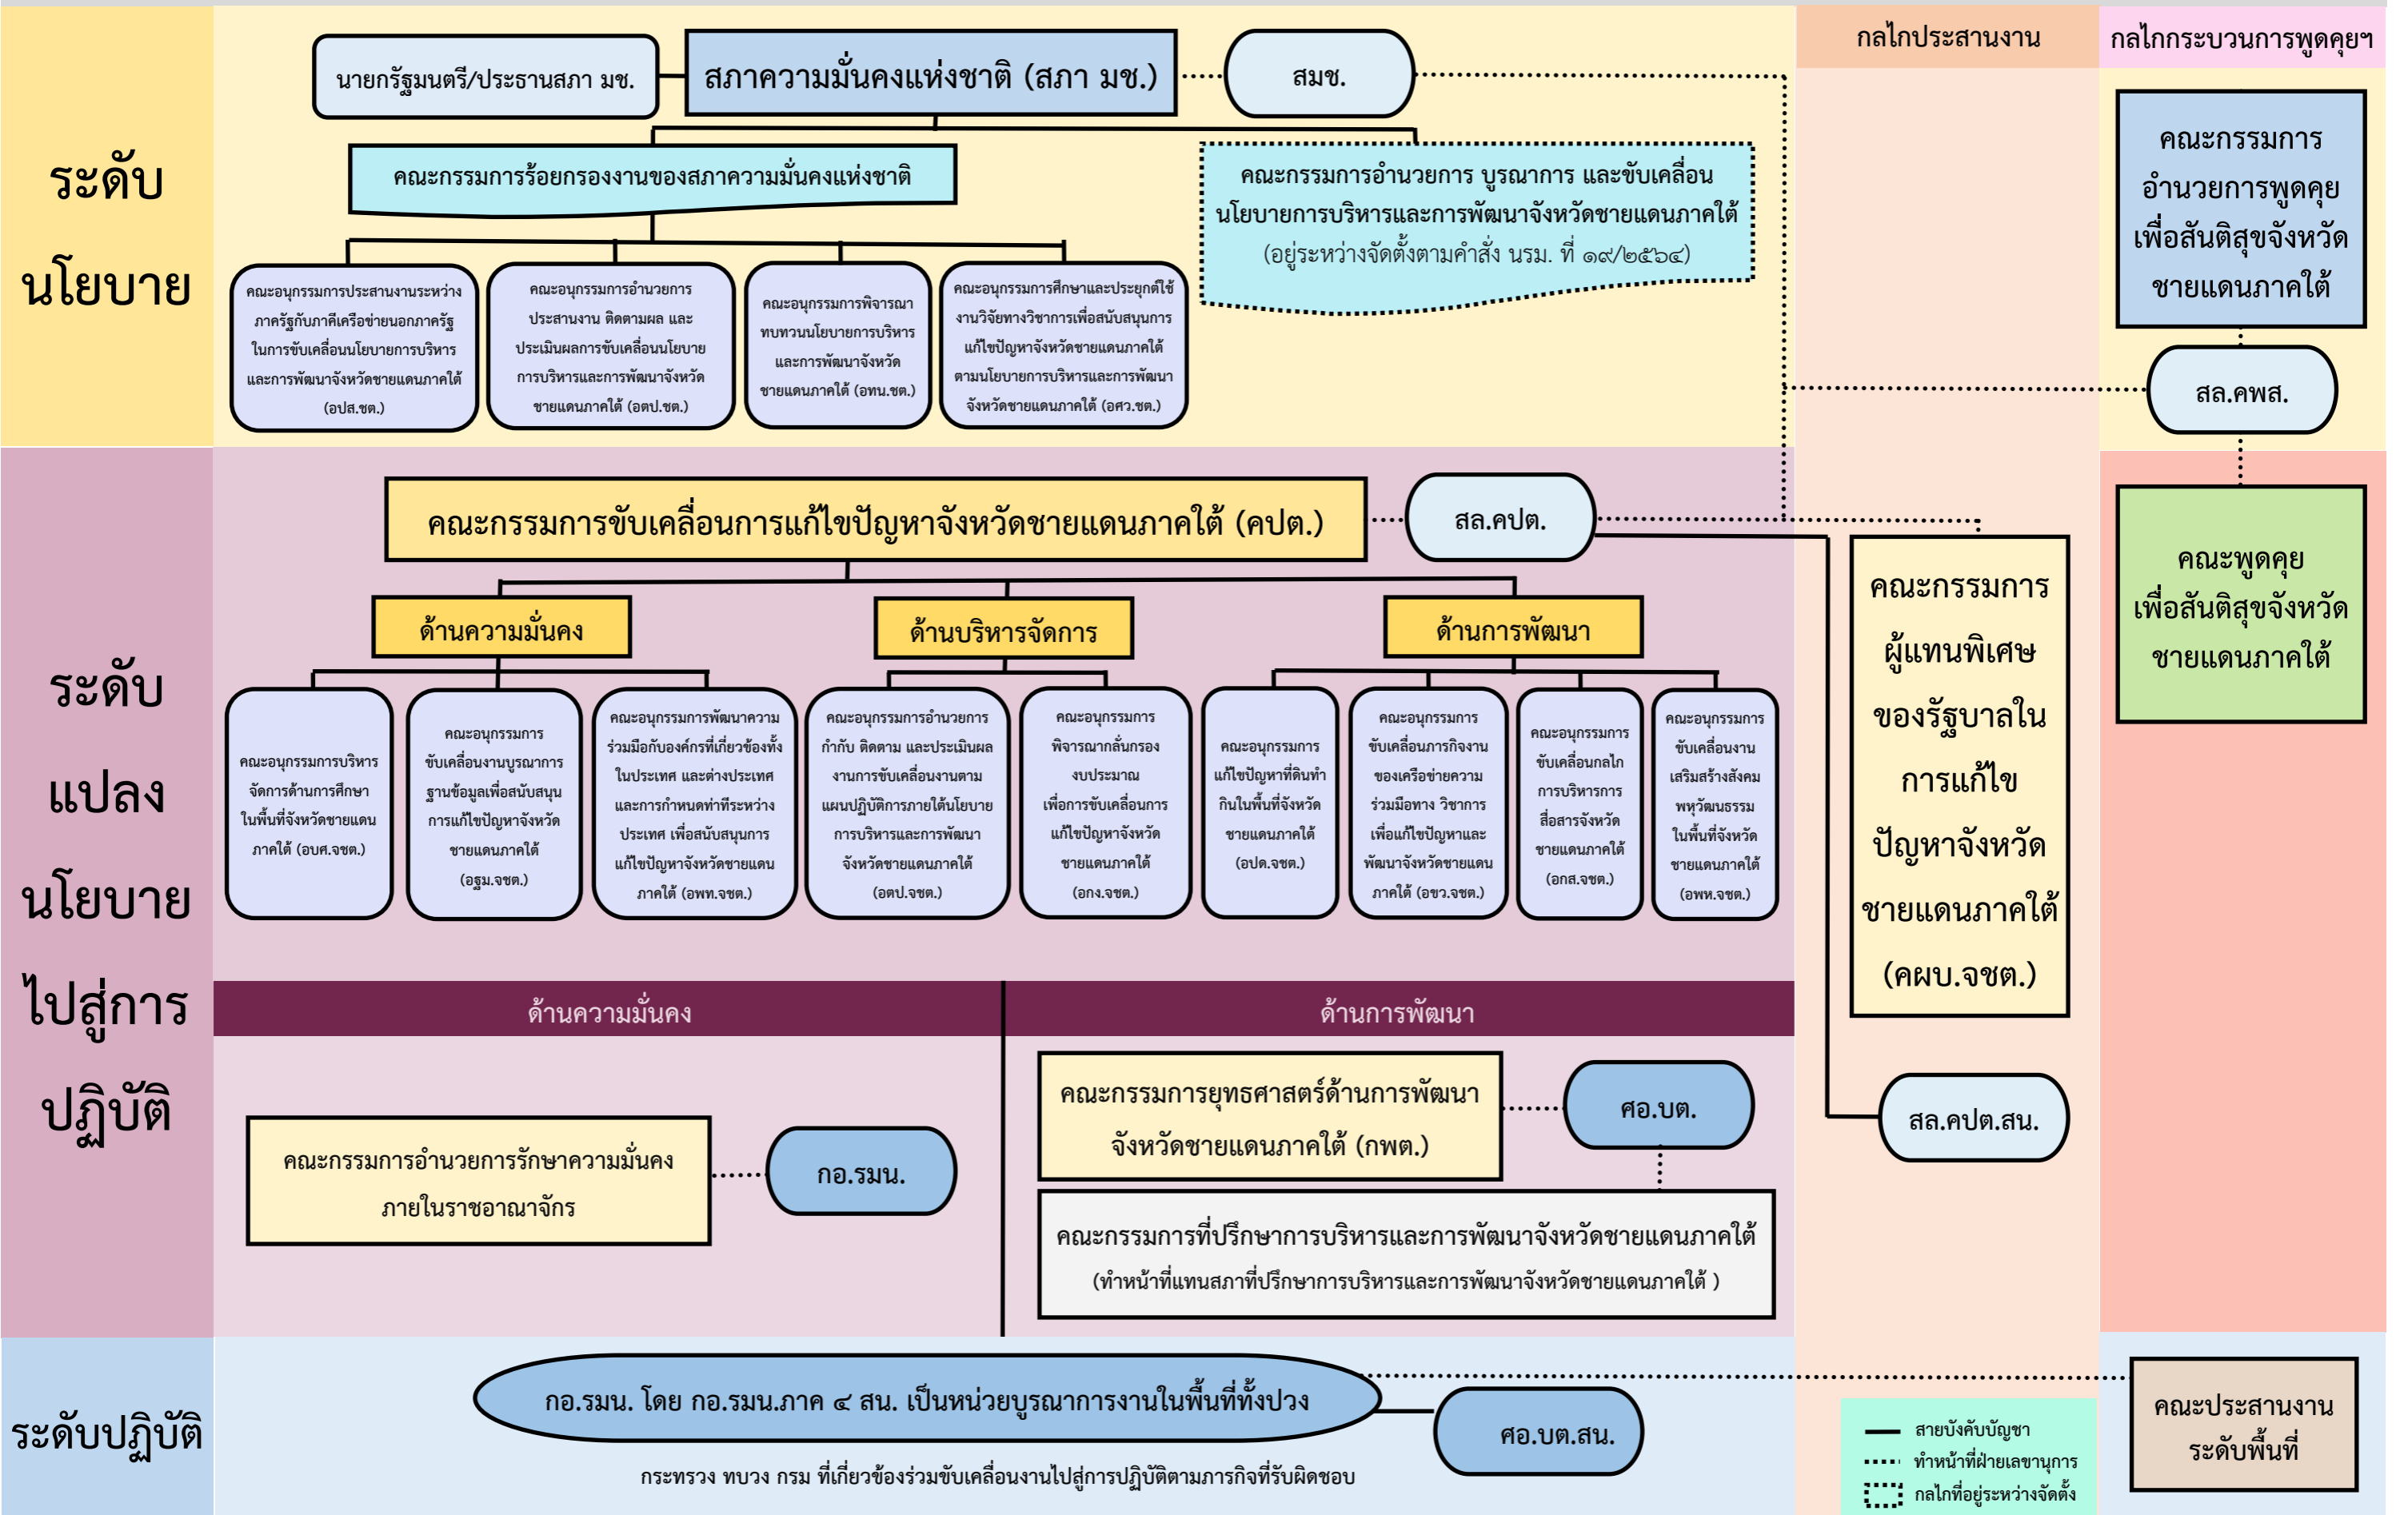 กลไกประสานงาน
กลไกกระบวนการพูดคุยฯ
ระดับ
นโยบาย
นายกรัฐมนตรี/ประธานสภา มช.
สภาความมั่นคงแห่งชาติ (สภา มช.)
สมช.
คณะกรรมการร้อยกรองงานของสภาความมั่นคงแห่งชาติ
คณะกรรมการอำนวยการ บูรณาการ และขับเคลื่อน
นโยบายการบริหารและการพัฒนาจังหวัดชายแดนภาคใต้
(อยู่ระหว่างจัดตั้งตามคำสั่ง นรม. ที่ ๑๙/๒๕๖๔)
คณะอนุกรรมการประสานงานระหว่าง
ภาครัฐกับภาคีเครือข่ายนอกภาครัฐ
ในการขับเคลื่อนนโยบายการบริหาร
และการพัฒนาจังหวัดชายแดนภาคใต้
(อปส.ชต.)
คณะอนุกรรมการอำนวยการ
ประสานงาน ติดตามผล และ
ประเมินผลการขับเคลื่อนนโยบาย
การบริหารและการพัฒนาจังหวัด
ชายแดนภาคใต้ (อตป.ชต.)
คณะอนุกรรมการพิจารณา
ทบทวนนโยบายการบริหาร
และการพัฒนาจังหวัด
ชายแดนภาคใต้ (อทน.ชต.)
คณะอนุกรรมการศึกษาและประยุกต์ใช้
งานวิจัยทางวิชาการเพื่อสนับสนุนการ
แก้ไขปัญหาจังหวัดชายแดนภาคใต้
ตามนโยบายการบริหารและการพัฒนา
จังหวัดชายแดนภาคใต้ (อศว.ชต.)
คณะกรรมการ
อำนวยการพูดคุย
เพื่อสันติสุขจังหวัด
ชายแดนภาคใต้
สล.คพส.
ระดับ
แปลง
นโยบาย
ไปสู่การ
ปฏิบัติ
คณะกรรมการขับเคลื่อนการแก้ไขปัญหาจังหวัดชายแดนภาคใต้ (คปต.)
สล.คปต.
ด้านความมั่นคง
ด้านบริหารจัดการ
ด้านการพัฒนา
คณะอนุกรรมการบริหาร
จัดการด้านการศึกษา
ในพื้นที่จังหวัดชายแดน
ภาคใต้ (อบศ.จชต.)
คณะอนุกรรมการ
ขับเคลื่อนงานบูรณาการ
ฐานข้อมูลเพื่อสนับสนุน
การแก้ไขปัญหาจังหวัด
ชายแดนภาคใต้
(อฐม.จชต.)
คณะอนุกรรมการพัฒนาความ
ร่วมมือกับองค์กรที่เกี่ยวข้องทั้ง
ในประเทศ และต่างประเทศ
และการกำหนดท่าทีระหว่าง
ประเทศ เพื่อสนับสนุนการ
แก้ไขปัญหาจังหวัดชายแดน
ภาคใต้ (อพท.จชต.)
คณะอนุกรรมการอำนวยการ
กำกับ ติดตาม และประเมินผล
งานการขับเคลื่อนงานตาม
แผนปฏิบัติการภายใต้นโยบาย
การบริหารและการพัฒนา
จังหวัดชายแดนภาคใต้
(อตป.จชต.)
คณะอนุกรรมการ
พิจารณากลั่นกรอง
งบประมาณ
เพื่อการขับเคลื่อนการ
แก้ไขปัญหาจังหวัด
ชายแดนภาคใต้
(อกง.จชต.)
คณะอนุกรรมการ
แก้ไขปัญหาที่ดินทำ
กินในพื้นที่จังหวัด
ชายแดนภาคใต้
(อปด.จชต.)
คณะอนุกรรมการ
ขับเคลื่อนภารกิจงาน
ของเครือข่ายความ
ร่วมมือทาง วิชาการ
เพื่อแก้ไขปัญหาและ
พัฒนาจังหวัดชายแดน
ภาคใต้ (อขว.จชต.)
คณะอนุกรรมการ
ขับเคลื่อนกลไก
การบริหารการ
สื่อสารจังหวัด
ชายแดนภาคใต้
(อกส.จชต.)
คณะอนุกรรมการ
ขับเคลื่อนงาน
เสริมสร้างสังคม
พหุวัฒนธรรม
ในพื้นที่จังหวัด
ชายแดนภาคใต้
(อพห.จชต.)
คณะกรรมการ
ผู้แทนพิเศษ
ของรัฐบาลใน
การแก้ไข
ปัญหาจังหวัด
ชายแดนภาคใต้
(คผบ.จชต.)
คณะพูดคุย
เพื่อสันติสุขจังหวัด
ชายแดนภาคใต้
ด้านความมั่นคง
ด้านการพัฒนา
คณะกรรมการอำนวยการรักษาความมั่นคง
ภายในราชอาณาจักร
กอ.รมน.
คณะกรรมการยุทธศาสตร์ด้านการพัฒนา
จังหวัดชายแดนภาคใต้ (กพต.)
ศอ.บต.
สล.คปต.สน.
คณะกรรมการที่ปรึกษาการบริหารและการพัฒนาจังหวัดชายแดนภาคใต้
(ทำหน้าที่แทนสภาที่ปรึกษาการบริหารและการพัฒนาจังหวัดชายแดนภาคใต้ )
ระดับปฏิบัติ
กอ.รมน. โดย กอ.รมน.ภาค ๔ สน. เป็นหน่วยบูรณาการงานในพื้นที่ทั้งปวง
ศอ.บต.สน.
กระทรวง ทบวง กรม ที่เกี่ยวข้องร่วมขับเคลื่อนงานไปสู่การปฏิบัติตามภารกิจที่รับผิดชอบ
สายบังคับบัญชา
ทำหน้าที่ฝ่ายเลขานุการ
กลไกที่อยู่ระหว่างจัดตั้ง
คณะประสานงาน
ระดับพื้นที่